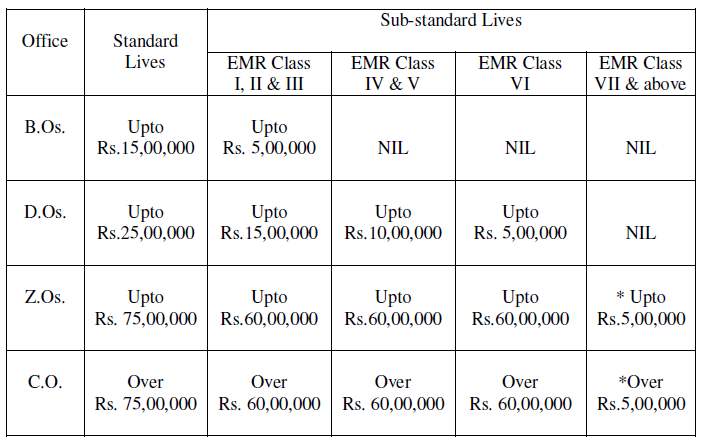 Sub-standard Lives
Office
Standard
Lives
EMR Class
I, II & III
EMR Class
IV & V
EMR Class
VI
EMR Class
VII & above
B.Os.
Upto
Rs.15,00,000
Upto
Rs. 5,00,000
NIL
NIL
NIL
D.Os.
Upto
Rs.25,00,000
Upto
Rs.15,00,000
Upto
Rs.10,00,000
Upto
Rs. 5,00,000
NIL
Z.Os.
Upto
Rs. 75,00,000
Upto
Rs.60,00,000
Upto
Rs.60,00,000
Upto
Rs.60,00,000
* Upto
Rs.5,00,000
C.O.
Over
Rs. 75,00,000
Over
Rs. 60,00,000
Over
Rs. 60,00,000
Over
Rs. 60,00,000
*Over
Rs.5,00,000